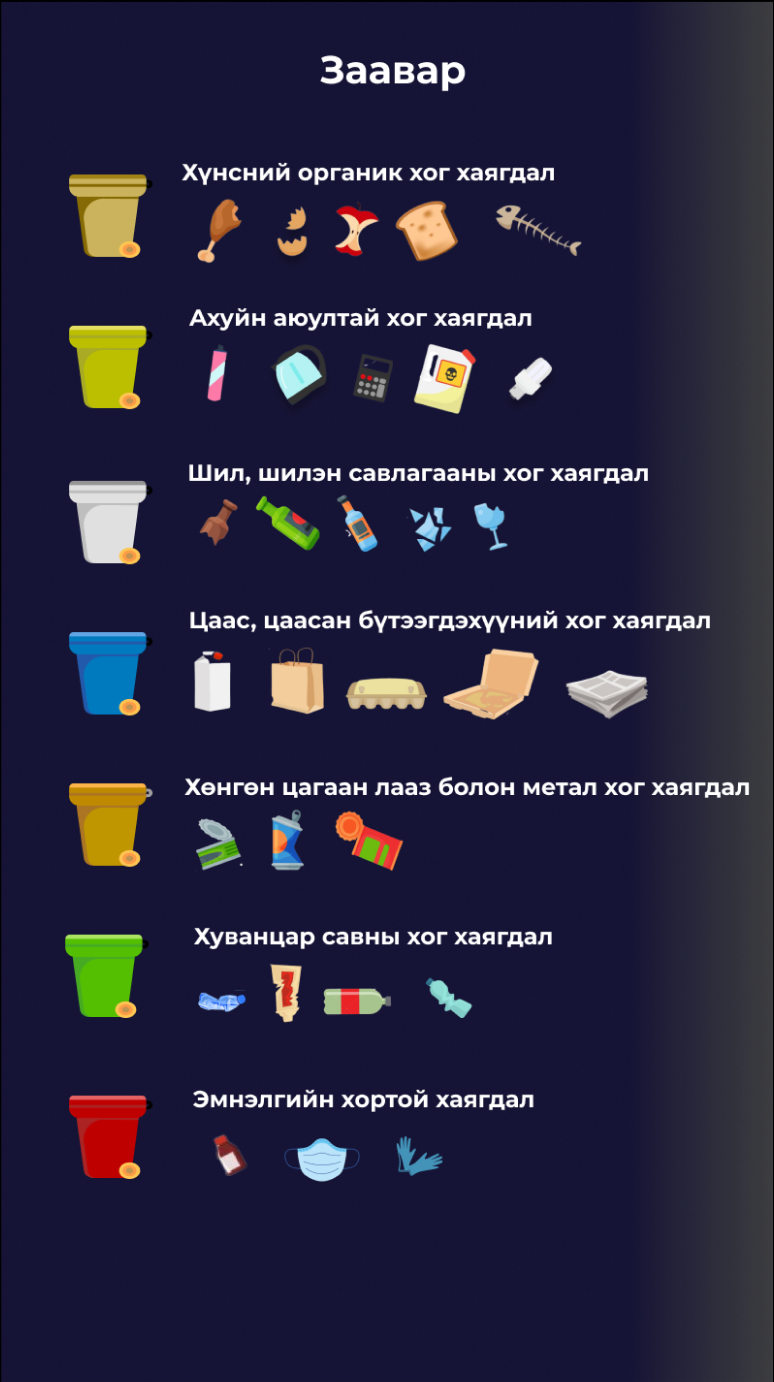 Заавар
Хүнсний органик хог хаягдал
Ахуйн аюултай хог хаягдал
Шил, шилэн савлагааны хог хаягдал
Цаас, цаасан бүтээгдэхүүний хог хаягдал
Хөнгөн цагаан лааз болон метал хог хаягдал
Хуванцар савны хог хаягдал
Эмнэлгийн хортой хаягдал